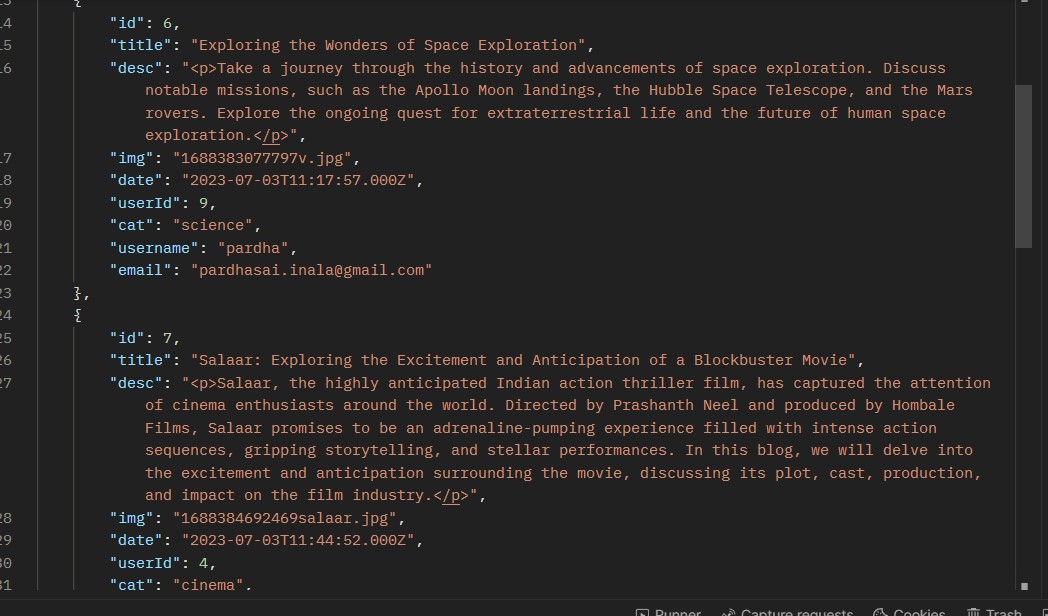 {
14 "id": 6,
15 "title": "Exploring the Wonders of Space Exploration",
16 "desc": "<p>Take a journey through the history and advancements of space exploration. Discuss
notable missions, such as the Apollo Moon landings, the Hubble Space Telescope, and the Mars
rovers. Explore the ongoing quest for extraterrestrial life and the future of human space
exploration.</p>",
17 "img": "1688383077797v.jpg",
18 "date": "2023-07-03T11:17:57.000Z",
19 "userId": 9,
20 "cat": "science",
21 "username": "pardha",
22 "email": "pardhasai.inala@gmail.com"
23 },
24 {
25 "id": 7,
26 "title": "Salaar: Exploring the Excitement and Anticipation of a Blockbuster Movie",
27 "desc": "<p>Salaar, the highly anticipated Indian action thriller film, has captured the attention
of cinema enthusiasts around the world. Directed by Prashanth Neel and produced by Hombale
Films, Salaar promises to be an adrenaline-pumping experience filled with intense action
sequences, gripping storytelling, and stellar performances. In this blog, we will delve into
the excitement and anticipation surrounding the movie, discussing its plot, cast, production,
and impact on the film industry.</p>",
28 "img": "1688384692469salaar.jpg",
29 "date": "2023-07-03T11:44:52.000Z",
30 "userId": 4,
31 "cat": "cinema",
Runner Capture requests Cookies Trash